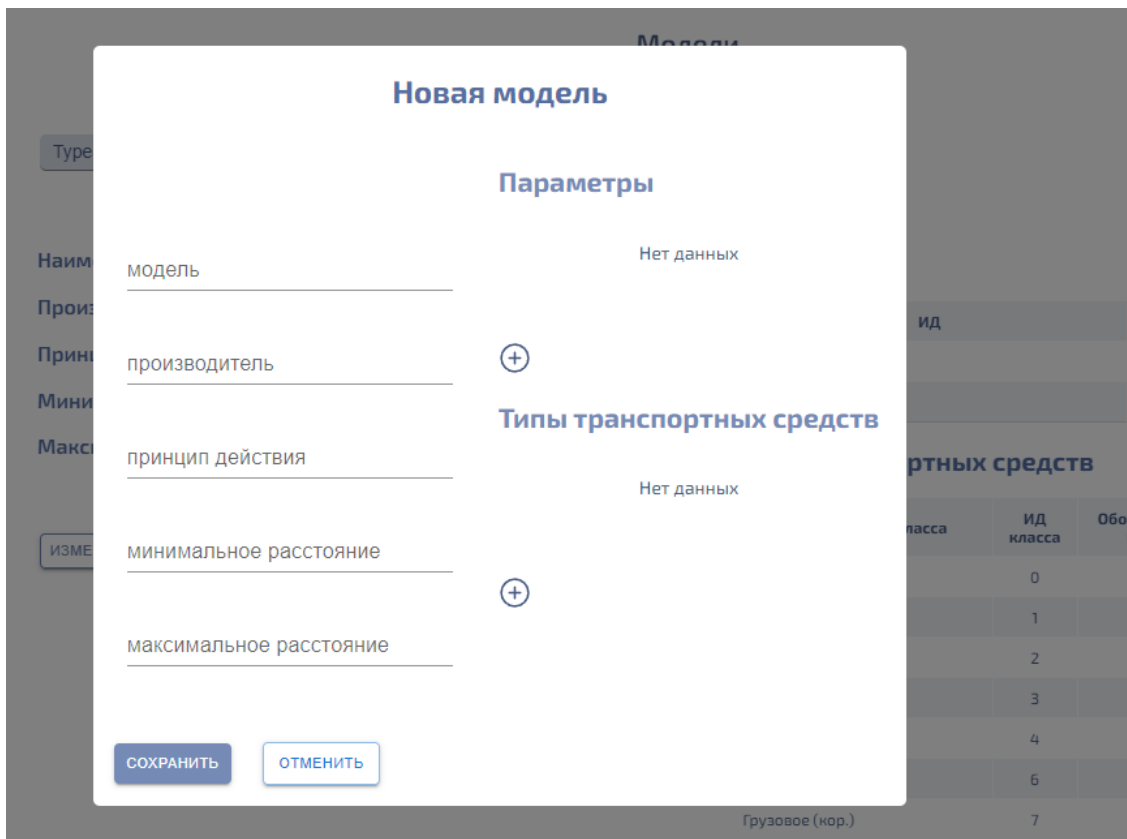 Модели
Новая модель
Type
Параметры
Нет данных
модель
производитель
принцип действия
минимальное расстояние
максимальное расстояние
Типы транспортных средств
Нет данных
СОХРАНИТЬ
ОТМЕНИТЬ
Наим
Прои
Прин
Мини
Макс
ИЗМЕ
ИД
ртных средств
ласса
ИД класса
Обо
0
1
2
3
4
6
Грузовое (кор.) 7